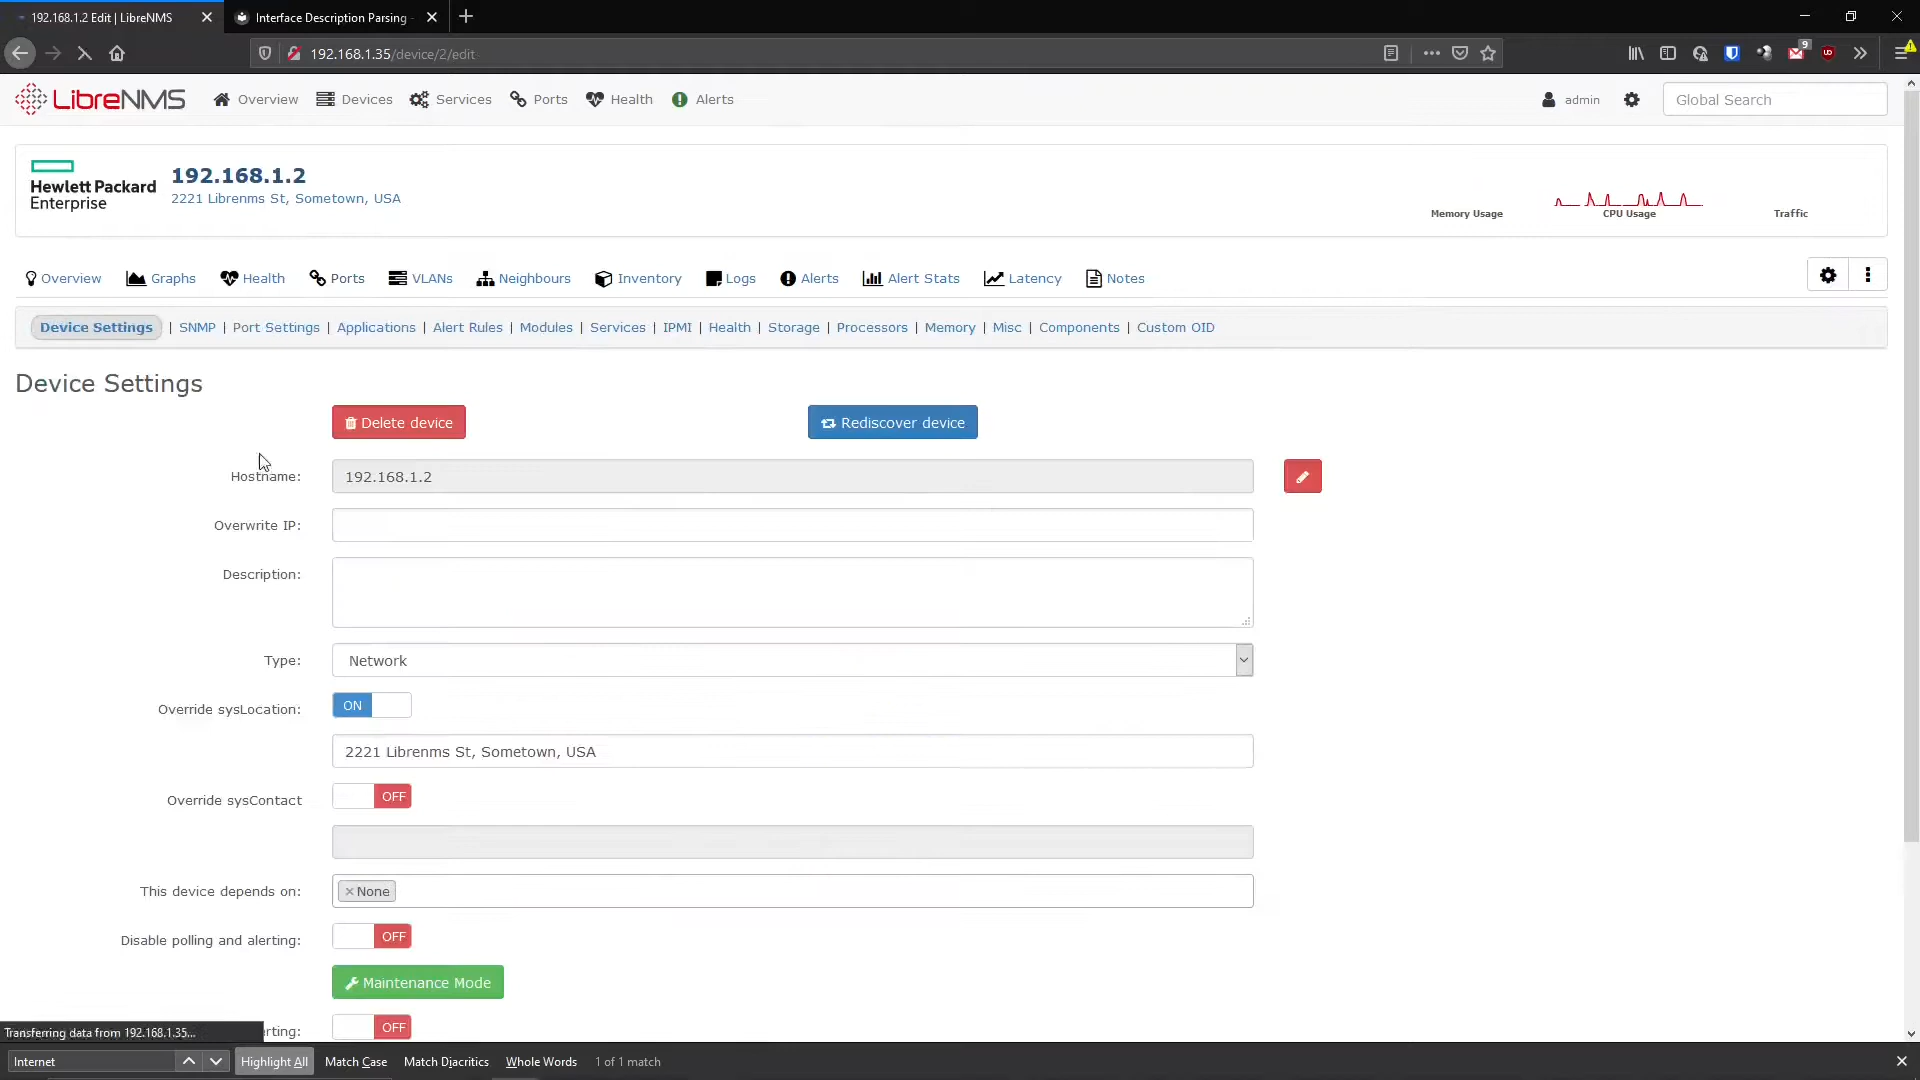 192.168.1.2 Edit | LibreNMS
Interface Description Parsing
192.168.1.35/device/2/edit
9
LibreNMS
Overview
Devices
Services
Ports
Health
Alerts
admin
Global Search
Hewlett Packard
Enterprise
192.168.1.2
2221 Librenms St, Sometown, USA
Memory Usage
CPU Usage
Traffic
Overview
Graphs
Health
Ports
VLANs
Neighbours
Inventory
Logs
Alerts
Alert Stats
Latency
Notes
Device Settings | SNMP | Port Settings | Applications | Alert Rules | Modules | Services | IPMI | Health | Storage | Processors | Memory | Misc | Components | Custom OID
Device Settings
Delete device
Rediscover device
Hostname:
192.168.1.2
Overwrite IP:
Description:
Type:
Network
Override sysLocation:
ON
2221 Librenms St, Sometown, USA
Override sysContact
OFF
This device depends on:
×None
Disable polling and alerting:
OFF
Maintenance Mode
erting:
OFF
Transferring data from 192.168.1.35...
Internet
Highlight All
Match Case
Match Diacritics
Whole Words
1 of 1 match